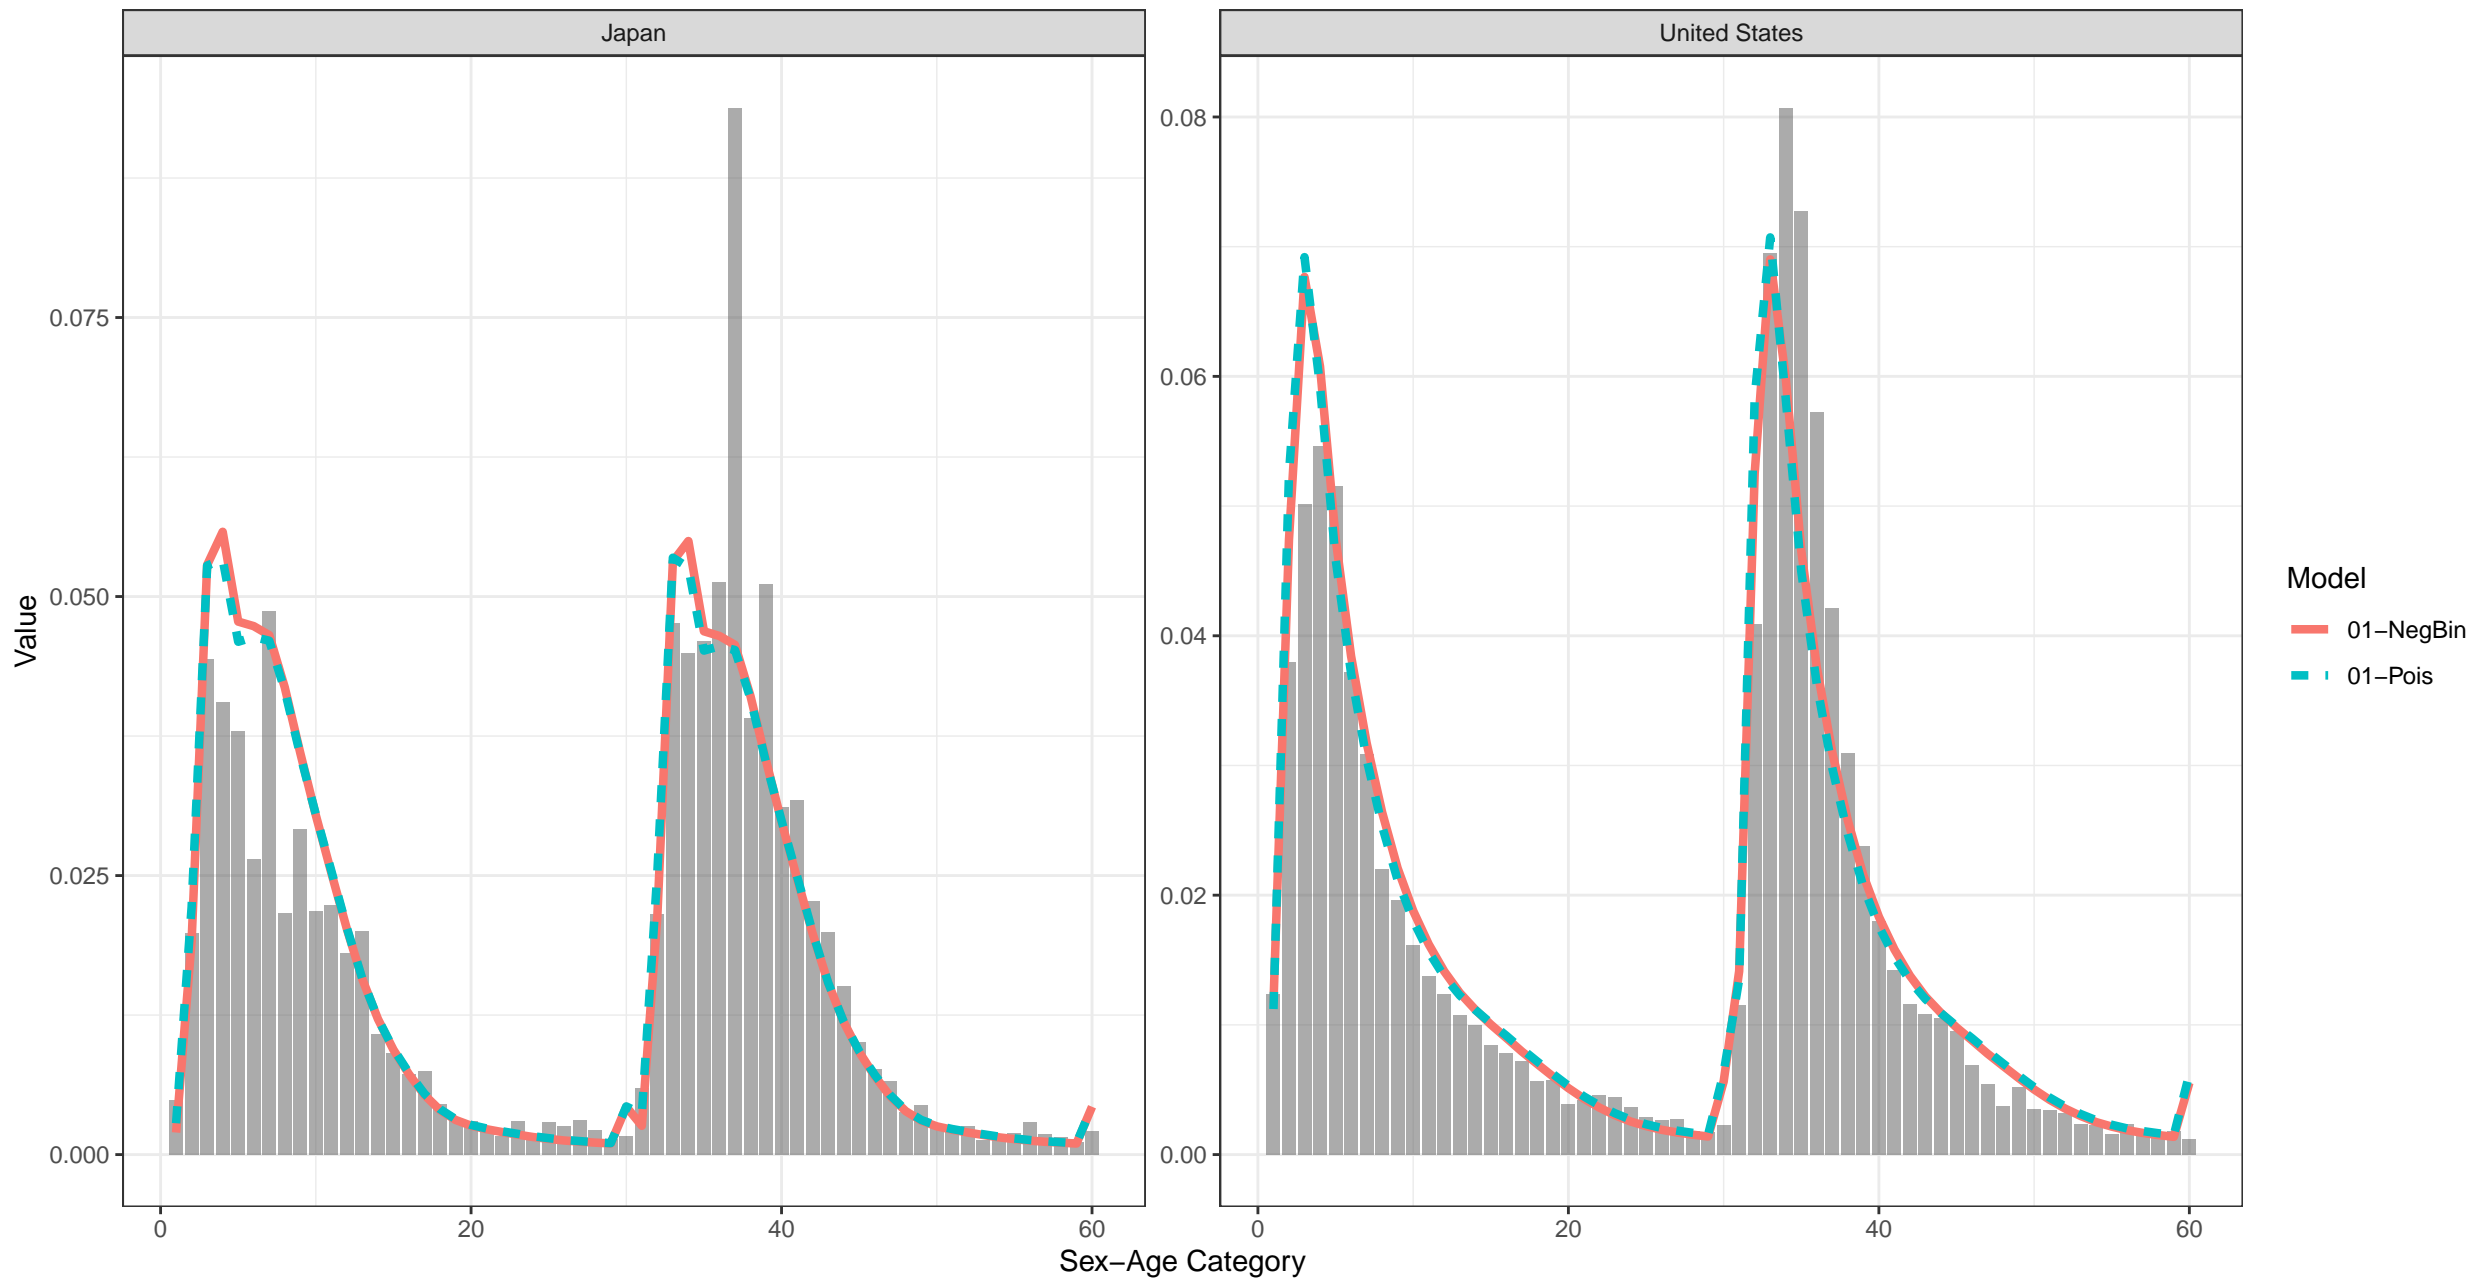 Japan
United States
Value
0.075
0.050
0.025
0.000
0.08
0.06
0.04
0.02
0.00
0 20 40 60
0 20 40 60
Sex−Age Category
Model
01−NegBin
01−Pois